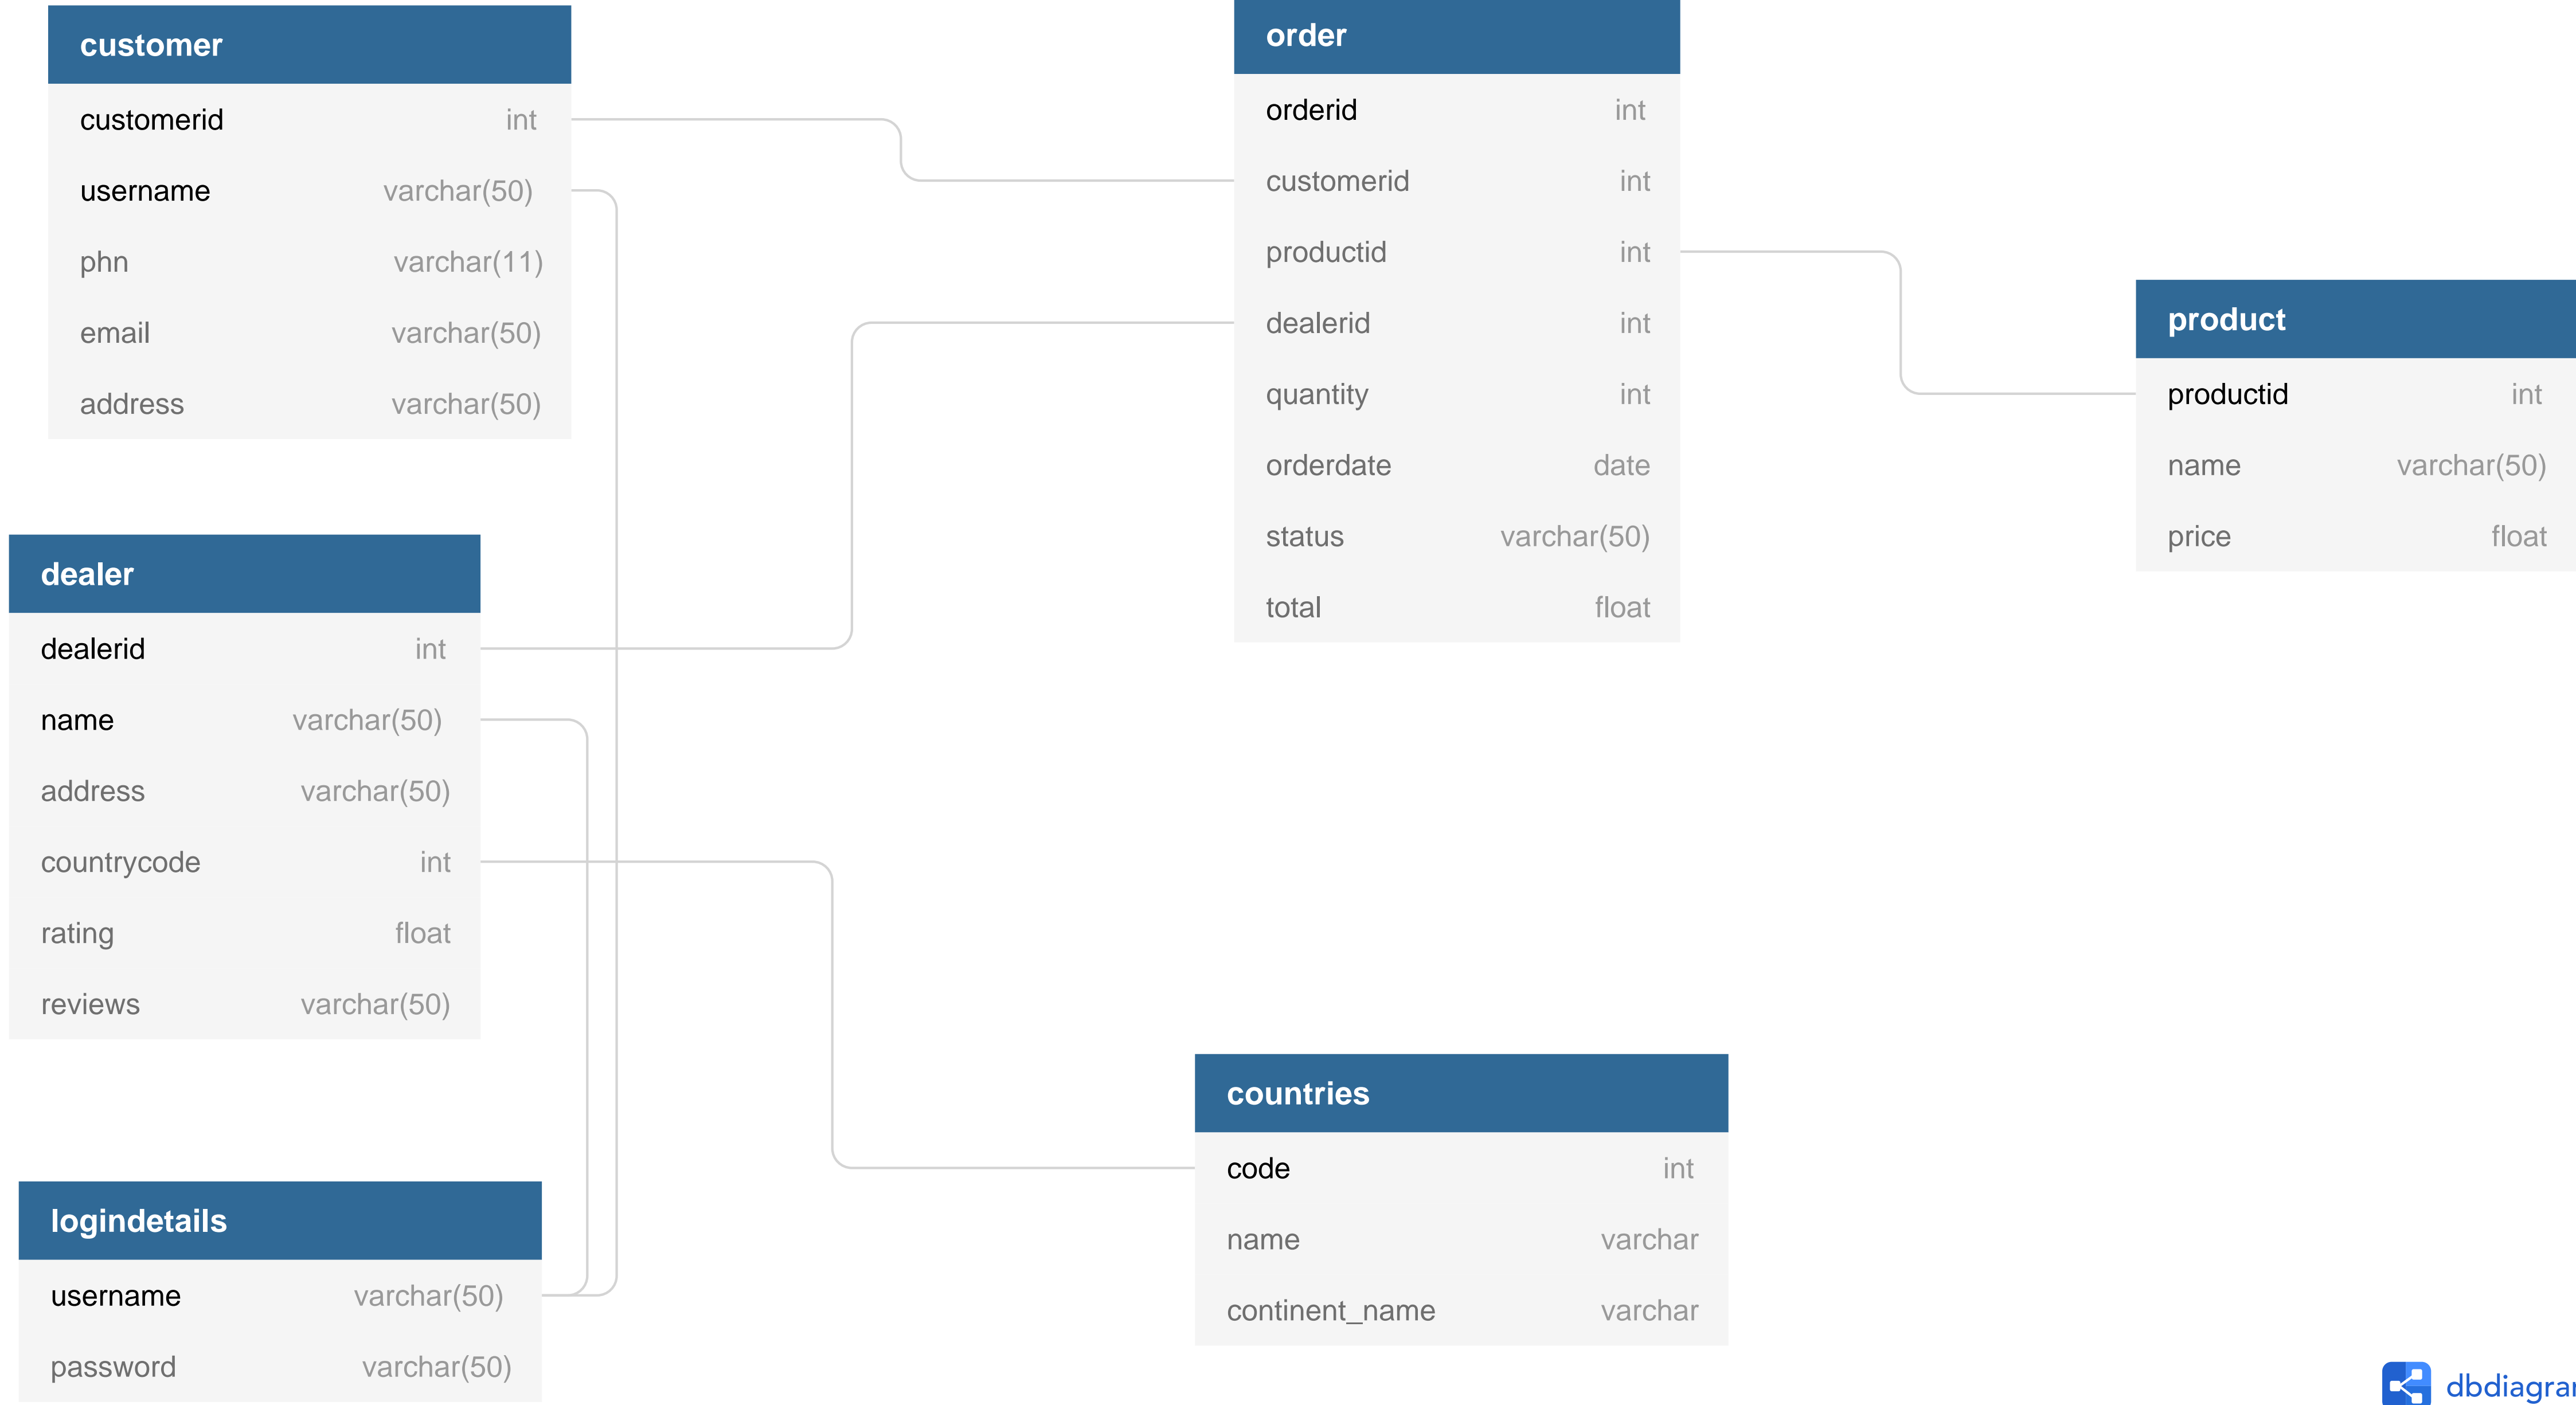 customer
customerid int
username varchar(50)
phn varchar(11)
email varchar(50)
address varchar(50)
order
orderid int
customerid int
productid int
dealerid int
quantity int
orderdate date
status varchar(50)
total float
product
productid int
name varchar(50)
price float
dealer
dealerid int
name varchar(50)
address varchar(50)
countrycode int
rating float
reviews varchar(50)
countries
code int
name varchar
continent_name varchar
logindetails
username varchar(50)
password varchar(50)